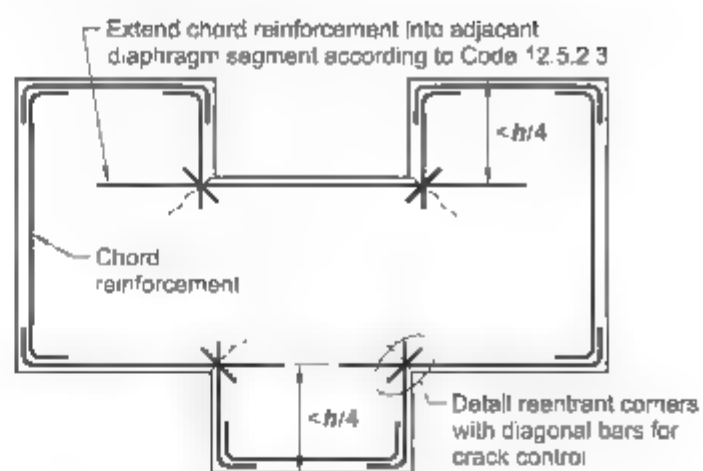 Extend chord reinforcement into adjacent
diaphragm segment according to Code 12.5.2.3
<h/4
Chord
reinforcement
<h/4
Detail reentrant corners
with diagonal bars for
crack control